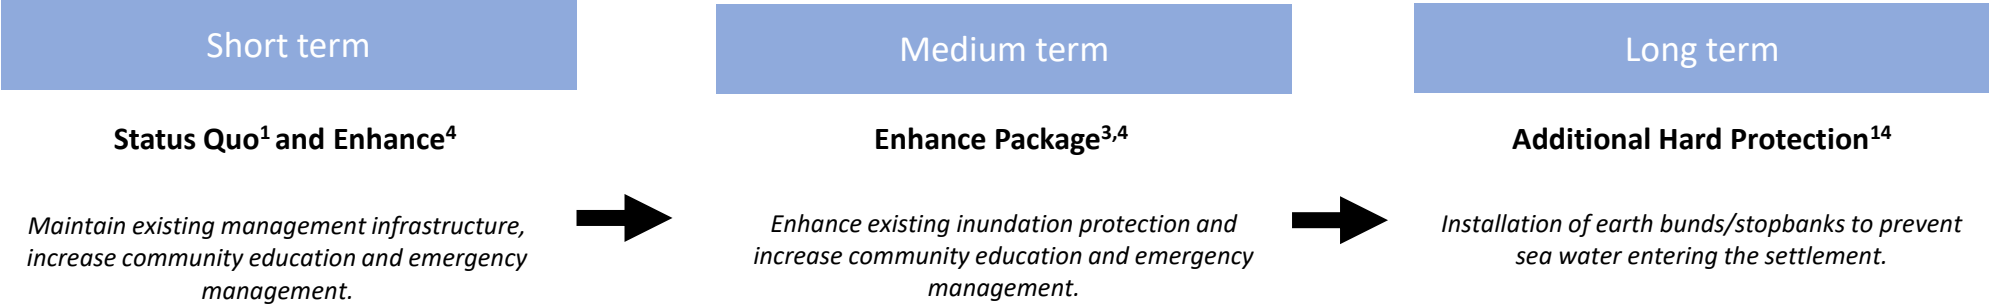 Short term
Status Quo¹ and Enhance⁴
Maintain existing management infrastructure,
increase community education and emergency
management.
Medium term
Enhance Package³,⁴
Enhance existing inundation protection and
increase community education and emergency
management.
Long term
Additional Hard Protection¹⁴
Installation of earth bunds/stopbanks to prevent
sea water entering the settlement.